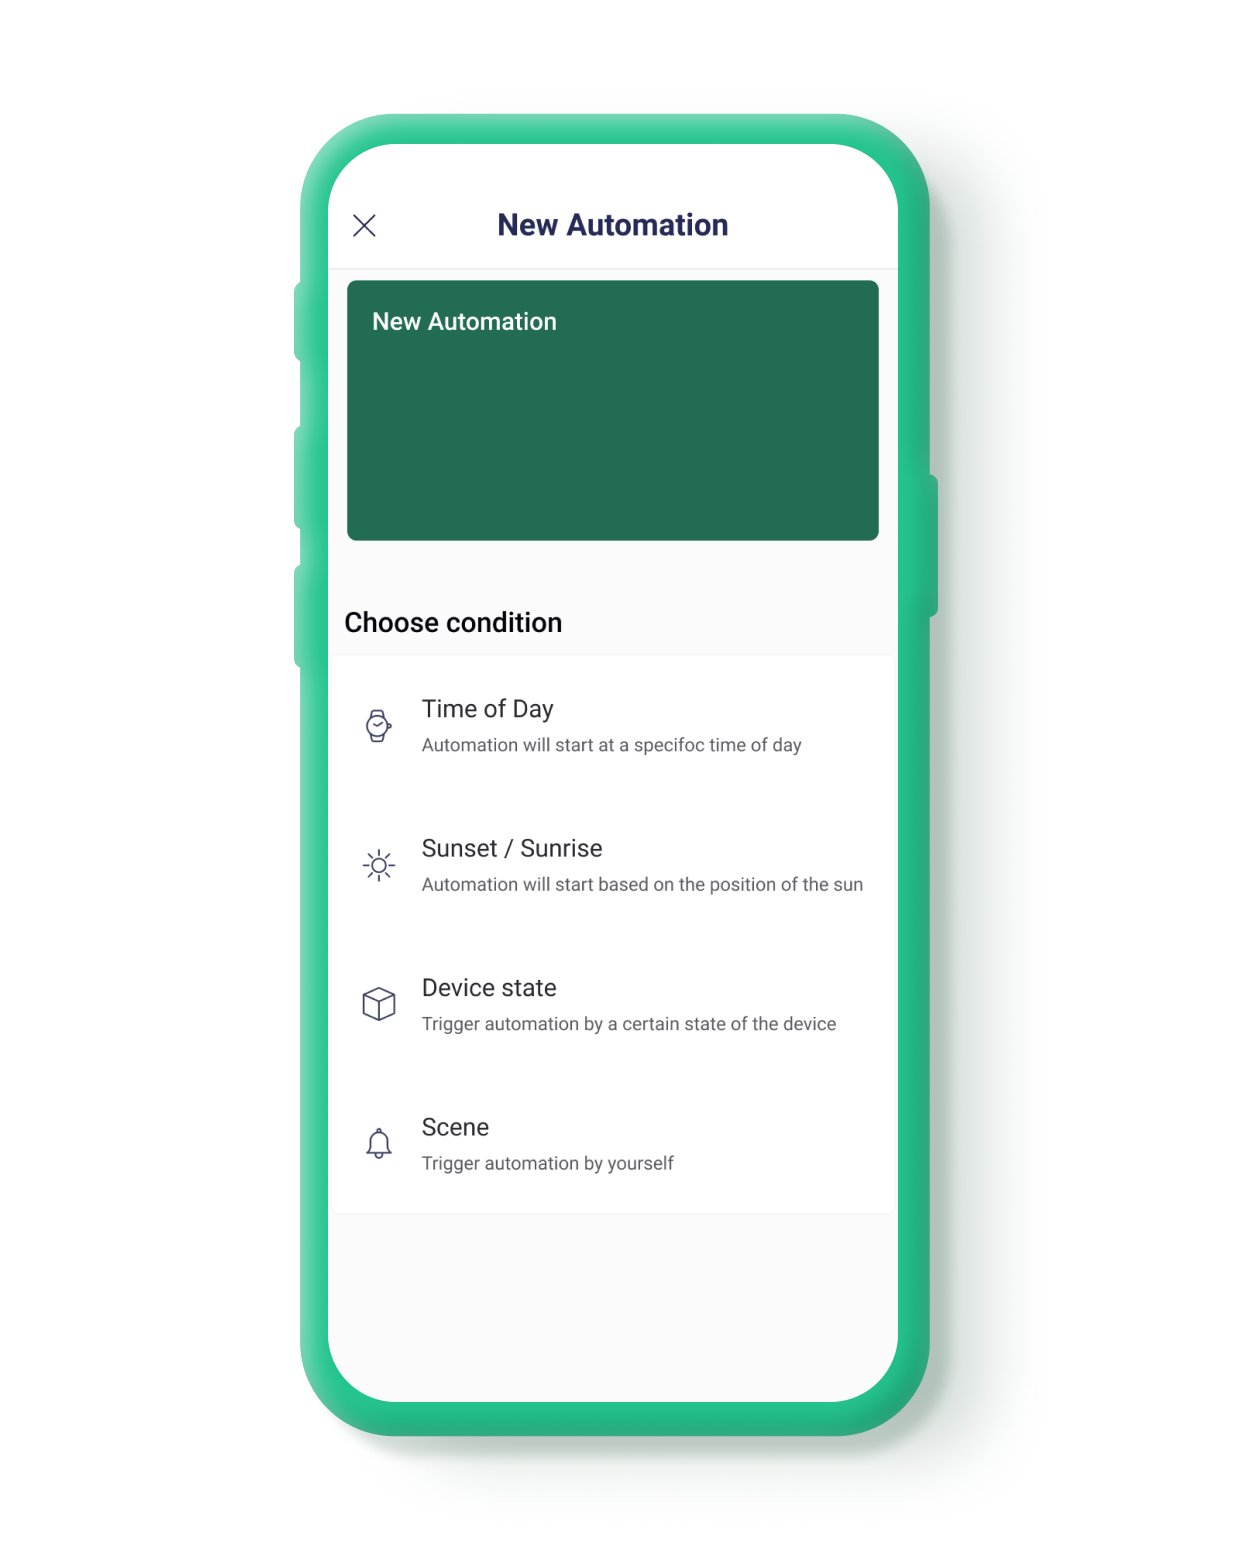 New Automation
New Automation
Choose condition
Time of Day
Automation will start at a specifoc time of day
Sunset / Sunrise
Automation will start based on the position of the sun
Device state
Trigger automation by a certain state of the device
Scene
Trigger automation by yourself